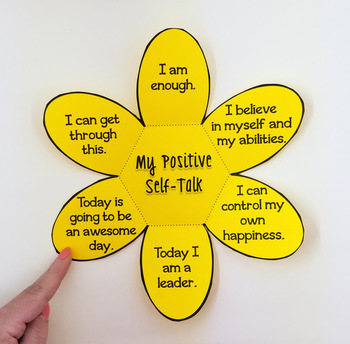 I am
enough.
I believe
in myself and
my abilities.
I can
control my
own
happiness.
Today I
am a
leader.
Today is
going to be
an awesome
day.
I can get
through
this.
My Positive
Self-Talk